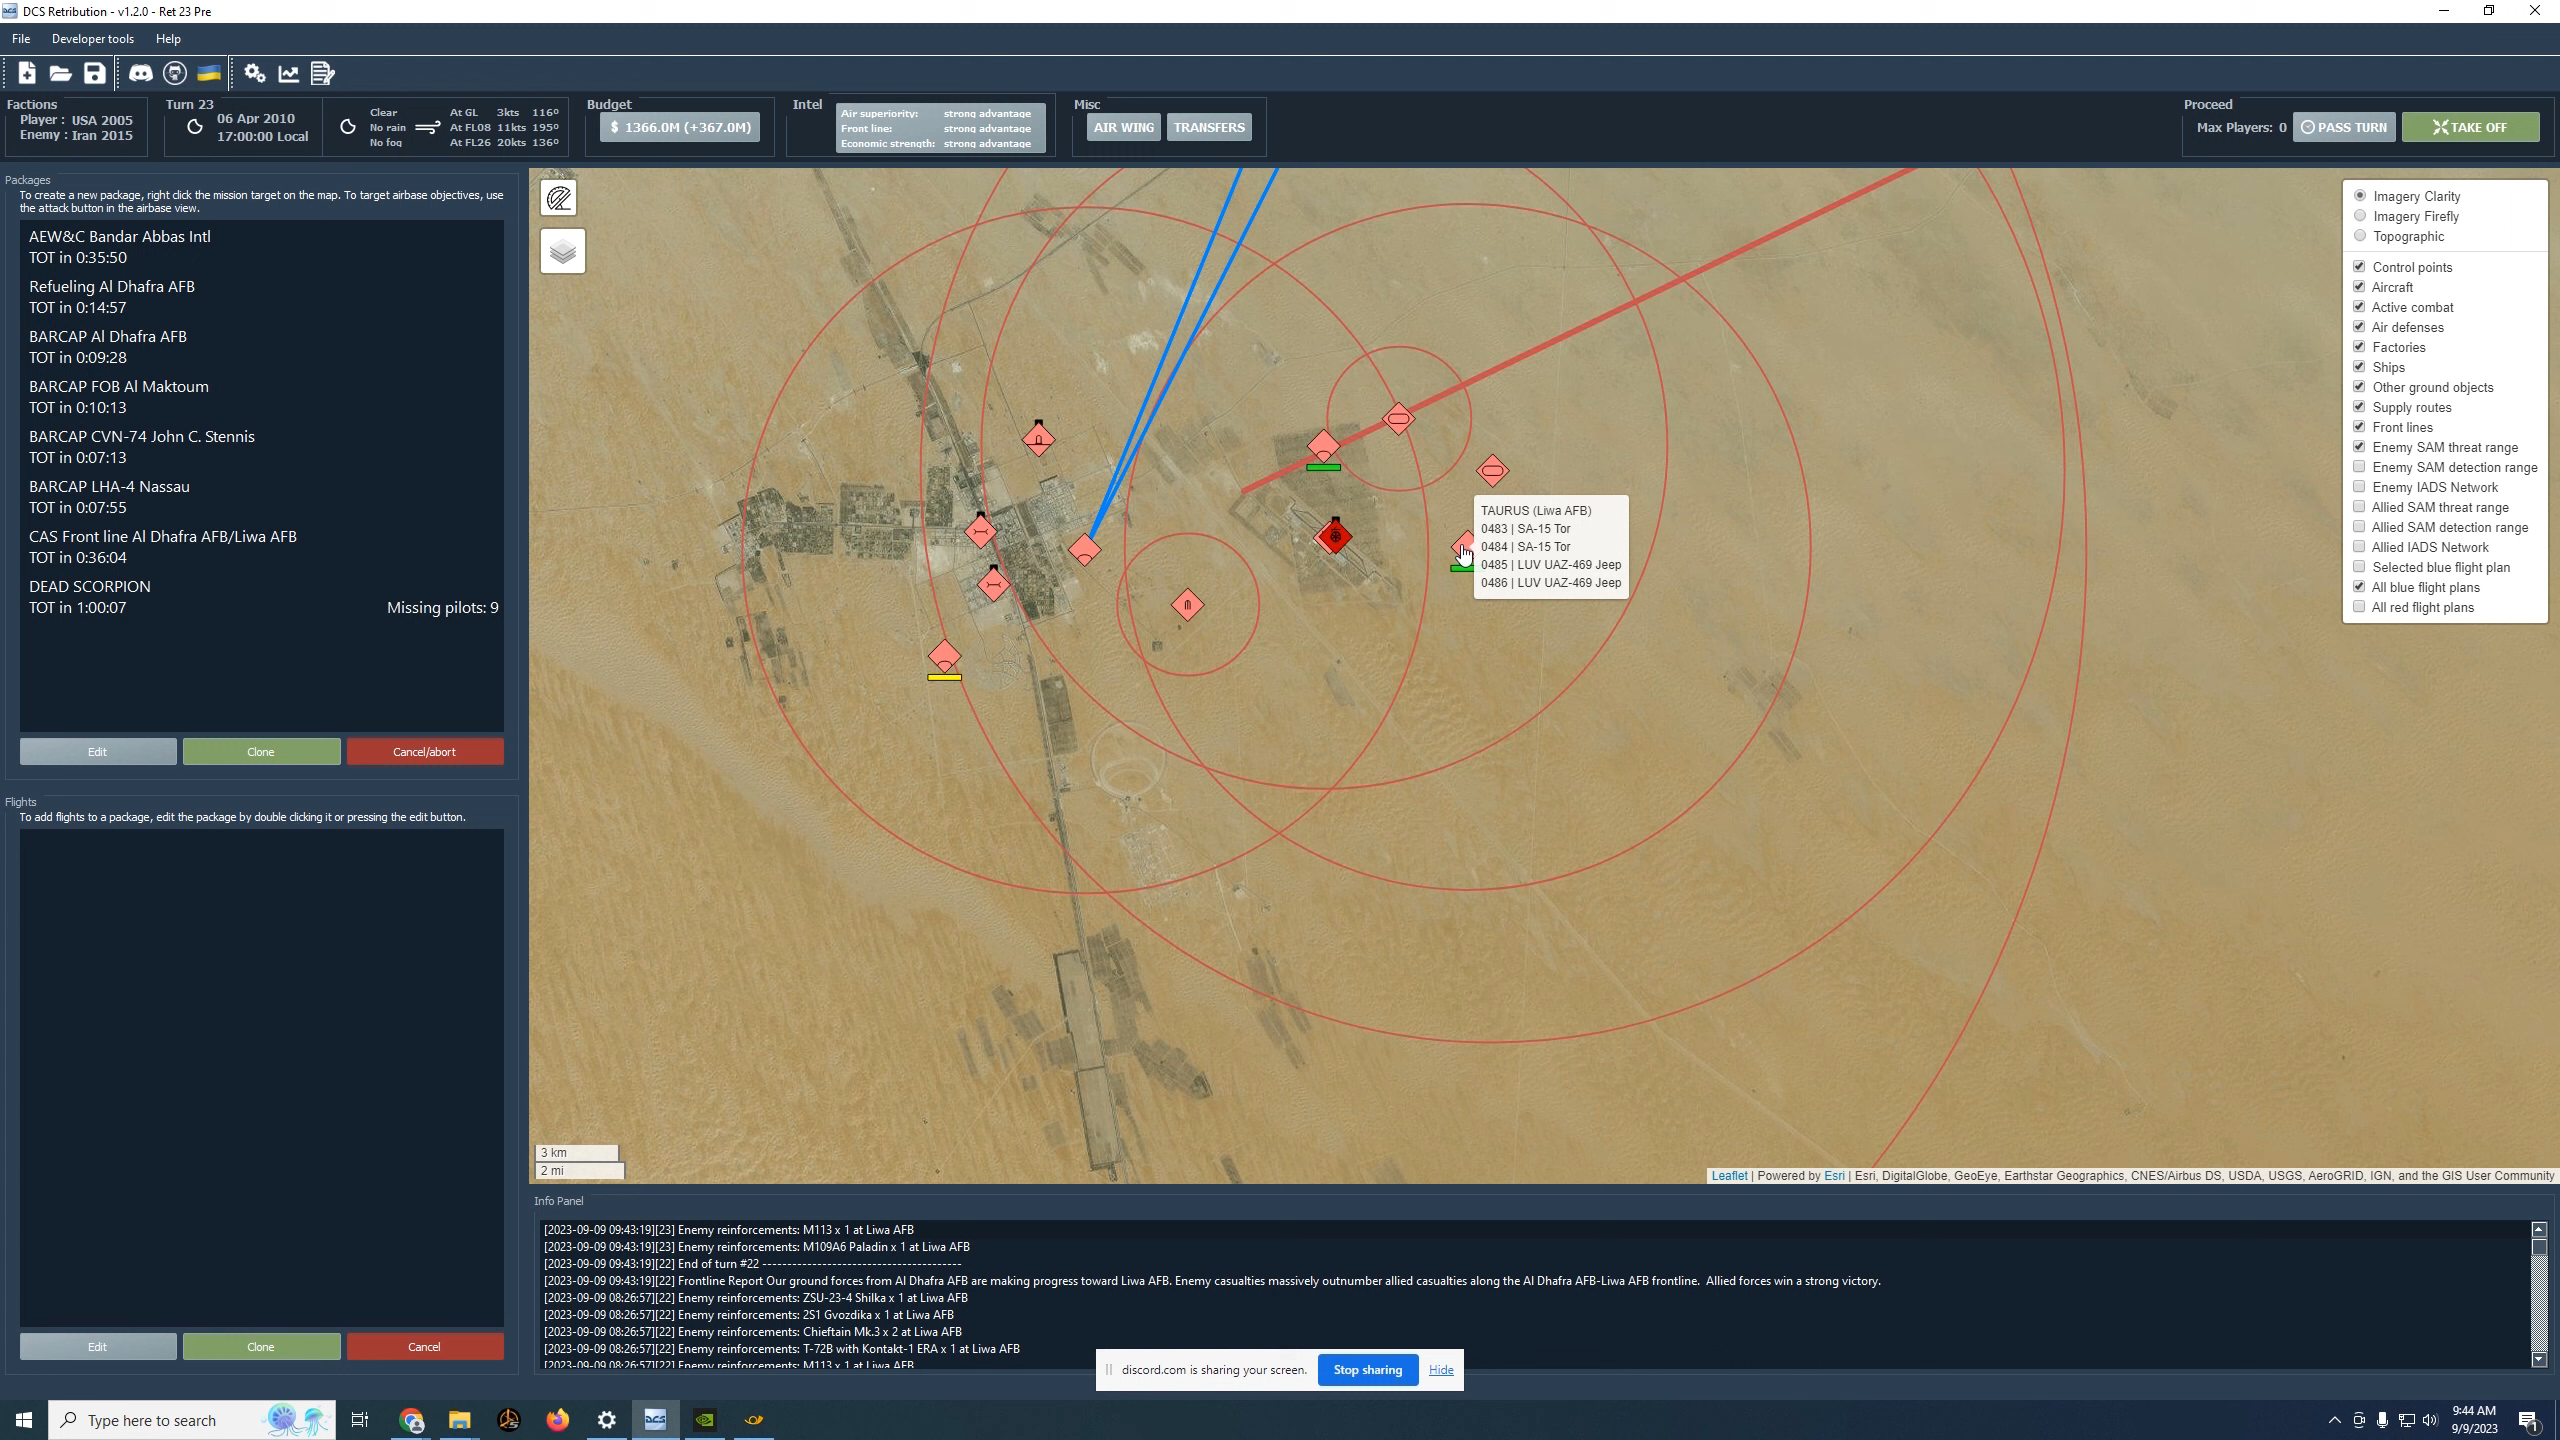 DCS Retribution - v1.2.0 - Ret 23 Pre
File Developer tools Help
Factions
Player : USA 2005
Enemy : Iran 2015
Turn 23
06 Apr 2010
17:00:00 Local
Clear
No rain
No fog
At GL 3kts 116º
At FL08 11kts 195º
At FL26 20kts 136º
Budget
$ 1366.0M (+367.0M)
Intel
Air superiority: strong advantage
Front line: strong advantage
Economic strength: strong advantage
Misc
AIR WING TRANSFERS
Proceed
Max Players: 0 PASS TURN TAKE OFF
Packages
To create a new package, right click the mission target on the map. To target airbase objectives, use
the attack button in the airbase view.
AEW&C Bandar Abbas Intl
TOT in 0:35:50
Refueling Al Dhafra AFB
TOT in 0:14:57
BARCAP Al Dhafra AFB
TOT in 0:09:28
BARCAP FOB Al Maktoum
TOT in 0:10:13
BARCAP CVN-74 John C. Stennis
TOT in 0:07:13
BARCAP LHA-4 Nassau
TOT in 0:07:55
CAS Front line Al Dhafra AFB/Liwa AFB
TOT in 0:36:04
DEAD SCORPION
TOT in 1:00:07 Missing pilots: 9
Edit Clone Cancel/abort
Flights
To add flights to a package, edit the package by double clicking it or pressing the edit button.
Edit Clone Cancel
TAURUS (Liwa AFB)
0483 | SA-15 Tor
0484 | SA-15 Tor
0485 | LUV UAZ-469 Jeep
0486 | LUV UAZ-469 Jeep
Imagery Clarity
Imagery Firefly
Topographic
Control points
Aircraft
Active combat
Air defenses
Factories
Ships
Other ground objects
Supply routes
Front lines
Enemy SAM threat range
Enemy SAM detection range
Enemy IADS Network
Allied SAM threat range
Allied SAM detection range
Allied IADS Network
Selected blue flight plan
All blue flight plans
All red flight plans
3 km
2 mi
Leaflet | Powered by Esri | Esri, DigitalGlobe, GeoEye, Earthstar Geographics, CNES/Airbus DS, USDA, USGS, AeroGRID, IGN, and the GIS User Community
Info Panel
[2023-09-09 09:43:19][23] Enemy reinforcements: M113 x 1 at Liwa AFB
[2023-09-09 09:43:19][23] Enemy reinforcements: M109A6 Paladin x 1 at Liwa AFB
[2023-09-09 09:43:19][22] End of turn #22 ----------------------------------------
[2023-09-09 09:43:19][22] Frontline Report Our ground forces from Al Dhafra AFB are making progress toward Liwa AFB. Enemy casualties massively outnumber allied casualties along the Al Dhafra AFB-Liwa AFB frontline. Allied forces win a strong victory.
[2023-09-09 08:26:57][22] Enemy reinforcements: ZSU-23-4 Shilka x 1 at Liwa AFB
[2023-09-09 08:26:57][22] Enemy reinforcements: 2S1 Gvozdika x 1 at Liwa AFB
[2023-09-09 08:26:57][22] Enemy reinforcements: Chieftain Mk.3 x 2 at Liwa AFB
[2023-09-09 08:26:57][22] Enemy reinforcements: T-72B with Kontakt-1 ERA x 1 at Liwa AFB
[2023-09-09 08:26:57][22] Enemy reinforcements: M113 x 1 at Liwa AFB
discord.com is sharing your screen. Stop sharing Hide
Type here to search
DCS
9:44 AM
9/9/2023
1